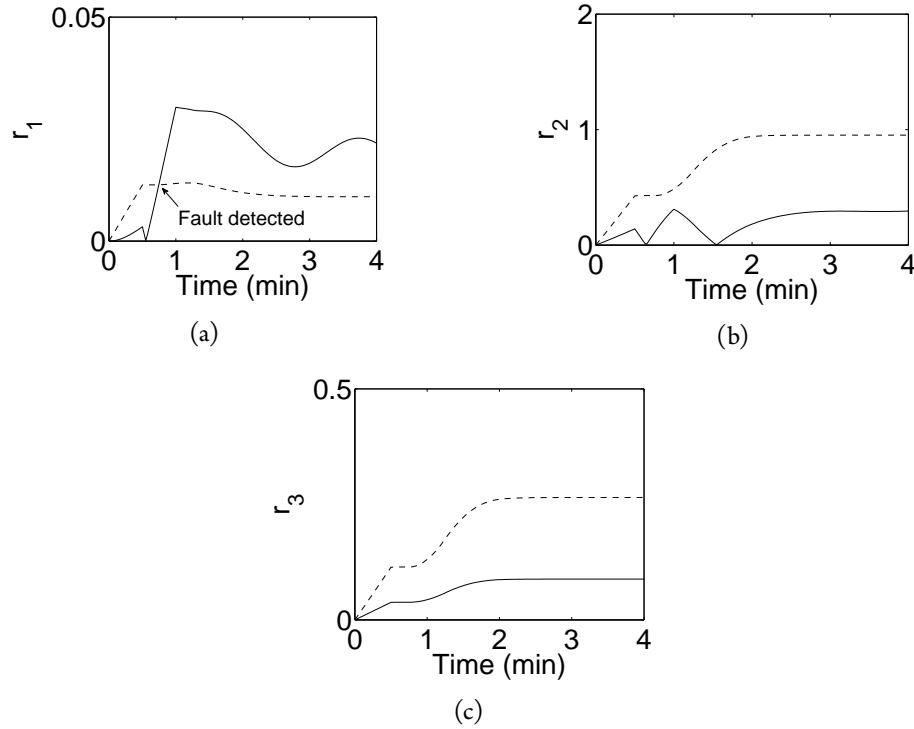 0.05
r1
Fault detected
0
0 1 2 3 4
Time (min)
(a)
2
r2
1
0
0 1 2 3 4
Time (min)
(b)
0.5
r3
0
0 1 2 3 4
Time (min)
(c)